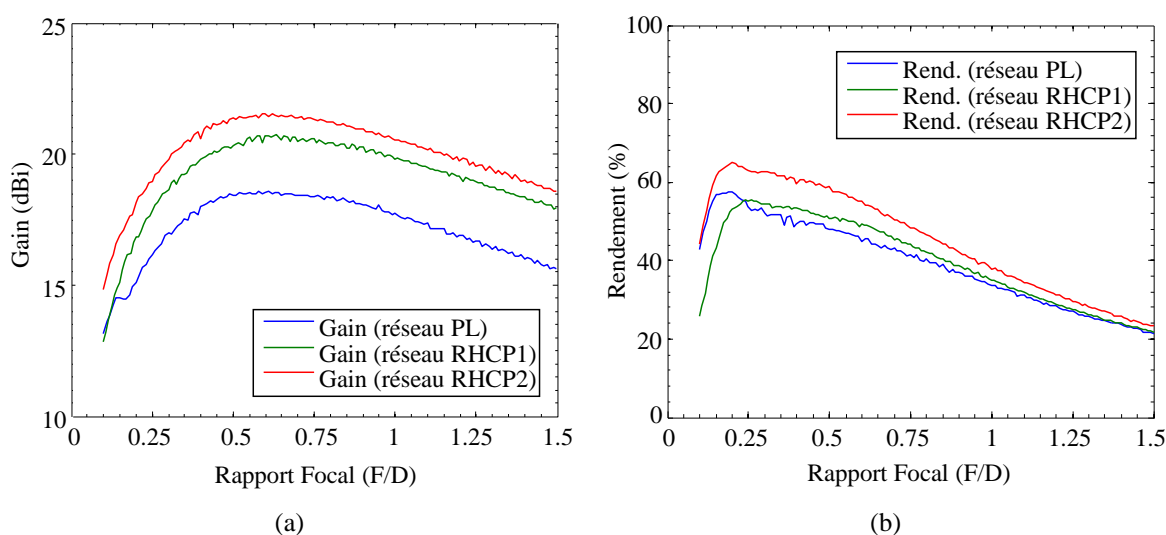 25
20
15
10
0
0.25
0.5
0.75
1
1.25
1.5
Gain (dBi)
Rapport Focal (F/D)
Gain (réseau PL)
Gain (réseau RHCP1)
Gain (réseau RHCP2)
(a)
100
80
60
40
20
0
0
0.25
0.5
0.75
1
1.25
1.5
Rendement (%)
Rapport Focal (F/D)
Rend. (réseau PL)
Rend. (réseau RHCP1)
Rend. (réseau RHCP2)
(b)